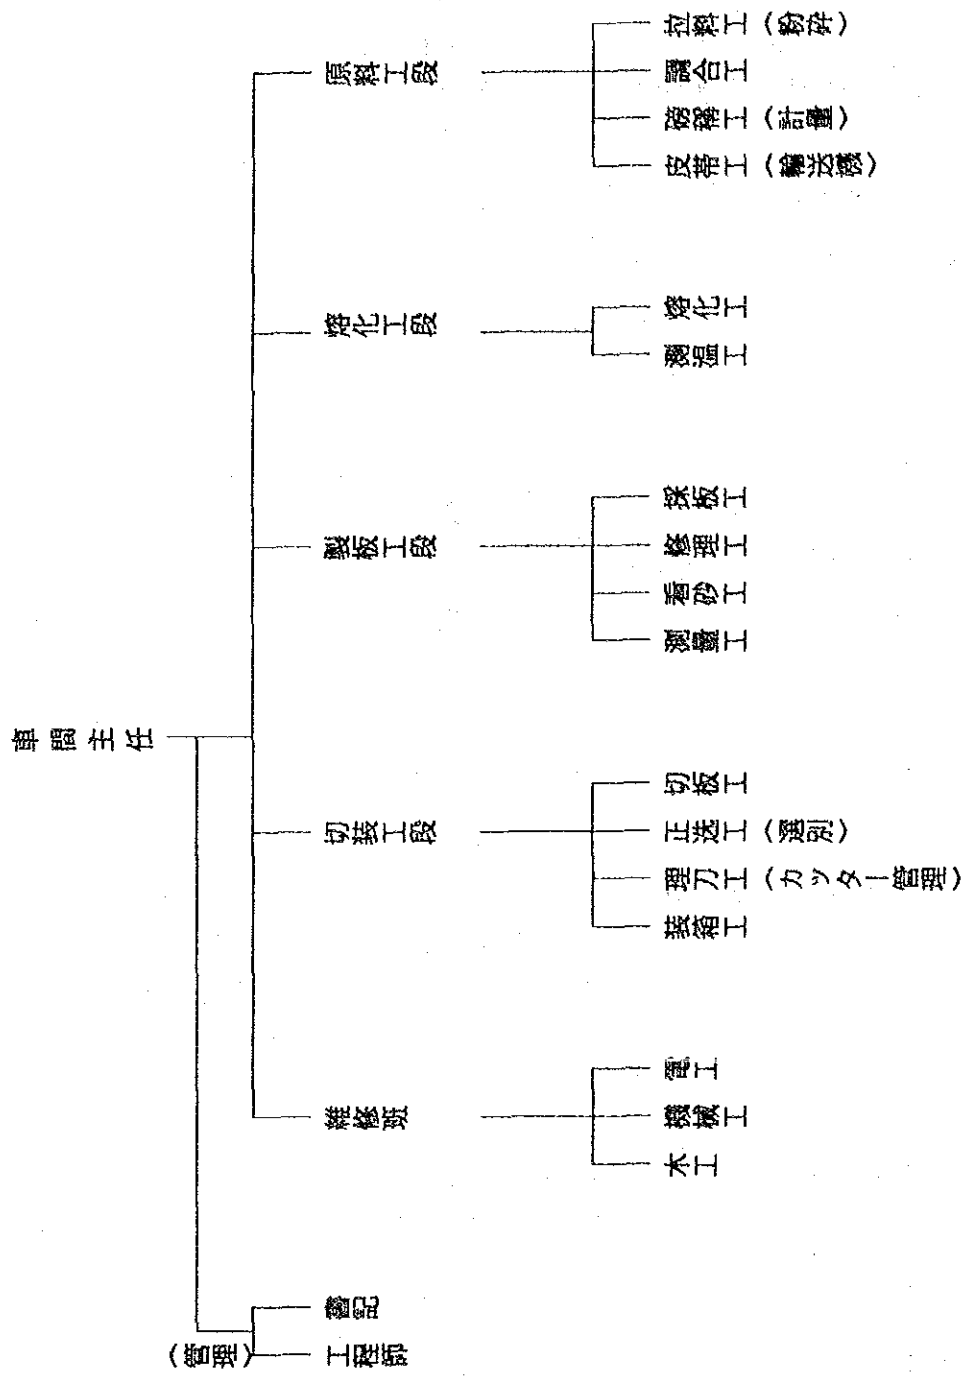 車間主任
原料工段
拉料工(粉砕)
調合工
磅秤工(計量)
皮帯工(輸送機)
熔化工段
熔化工
測温工
製板工段
採板工
修理工
看砂工
測量工
切装工段
切板工
正选工(選別)
理刀工(カッター管理)
装箱工
維修班
電工
機械工
木工
(管理)
書記
工程師